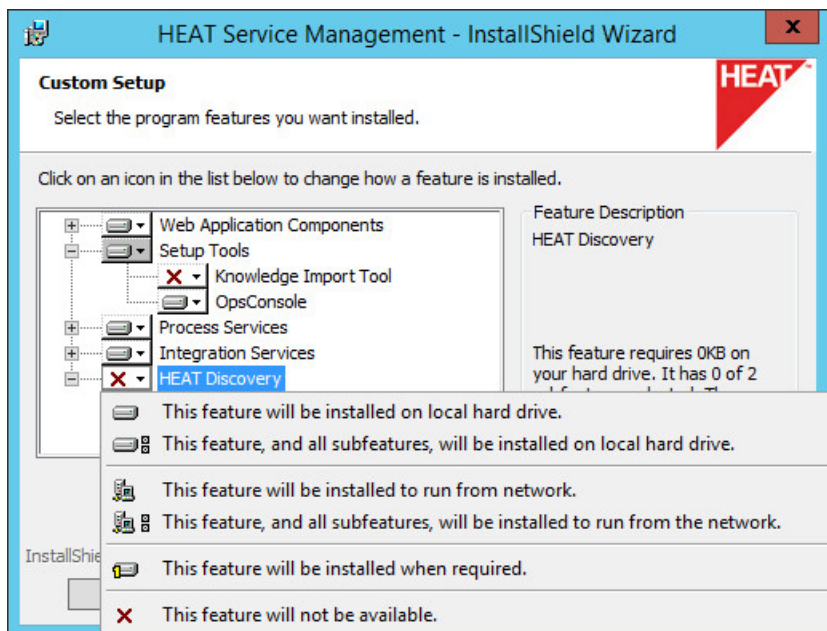 HEAT Service Management - InstallShield Wizard
x
Custom Setup
Select the program features you want installed.
HEAT™
Click on an icon in the list below to change how a feature is installed.
Web Application Components
Setup Tools
Knowledge Import Tool
OpsConsole
Process Services
Integration Services
HEAT Discovery
Feature Description
HEAT Discovery
This feature requires 0KB on
your hard drive. It has 0 of 2
This feature will be installed on local hard drive.
This feature, and all subfeatures, will be installed on local hard drive.
This feature will be installed to run from network.
This feature, and all subfeatures, will be installed to run from the network.
This feature will be installed when required.
This feature will not be available.
InstallShie